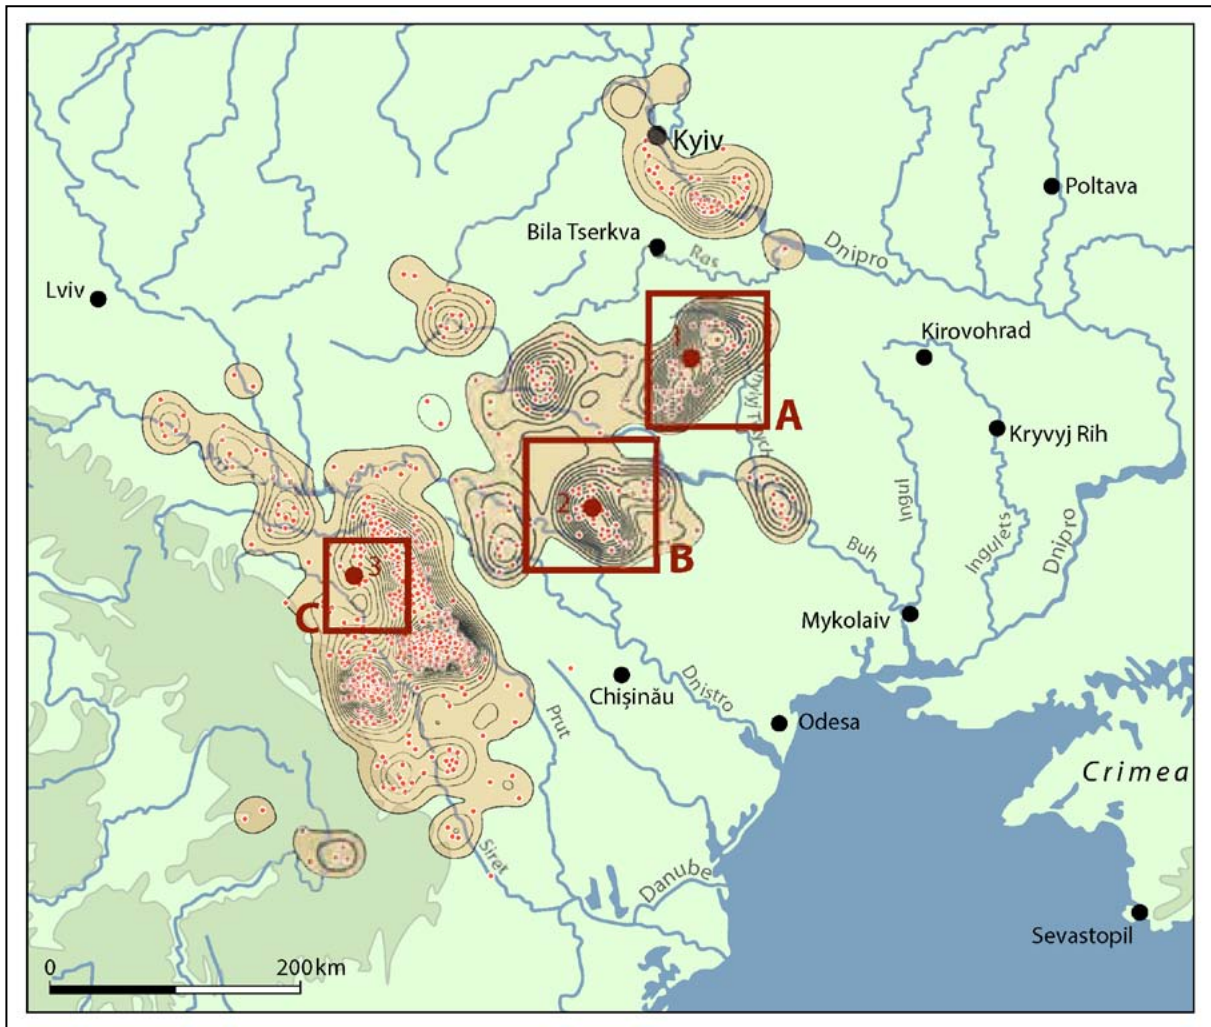 Kyiv
Poltava
Bila Tserkva
Ras
Dnipro
Lviv
Kirovohrad
1
A
Kryvyj Rih
Ingul
2
B
Buh
Ingulets
Dnipro
3
C
Mykolaiv
Chişinău
Dnistro
Prut
Odesa
Crimea
Siret
Danube
Sevastopil
0
200 km